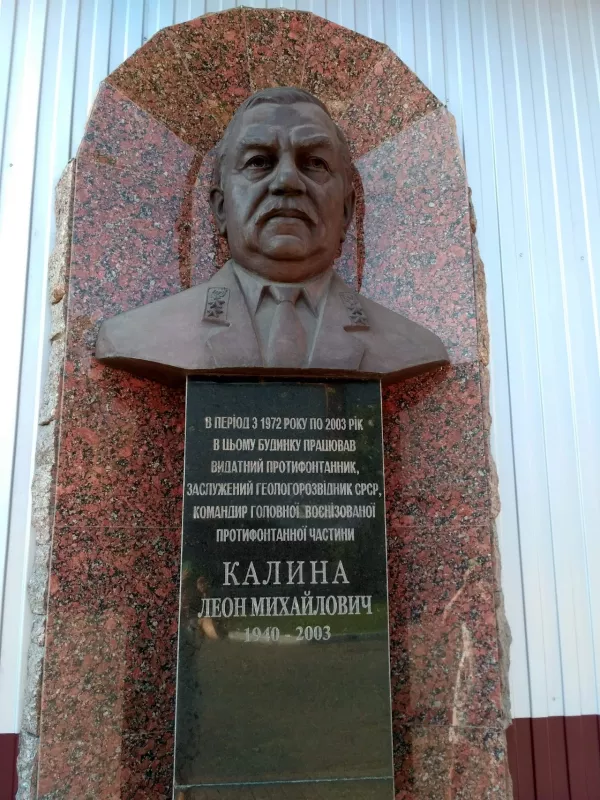 В ПЕРІОД З 1972 РОКУ ПО 2003 РІК
В ЦЬОМУ БУДИНКУ ПРАЦЮВАВ
ВИДАТНИЙ ПРОТИФОНТАННИК,
ЗАСЛУЖЕНИЙ ГЕОЛОГОРОЗВІДНИК СРСР,
КОМАНДИР ГОЛОВНОЇ ВОЄНІЗОВАНОЇ
ПРОТИФОНТАННОЇ ЧАСТИНИ
КАЛИНА
ЛЕОН МИХАЙЛОВИЧ
1940 - 2003